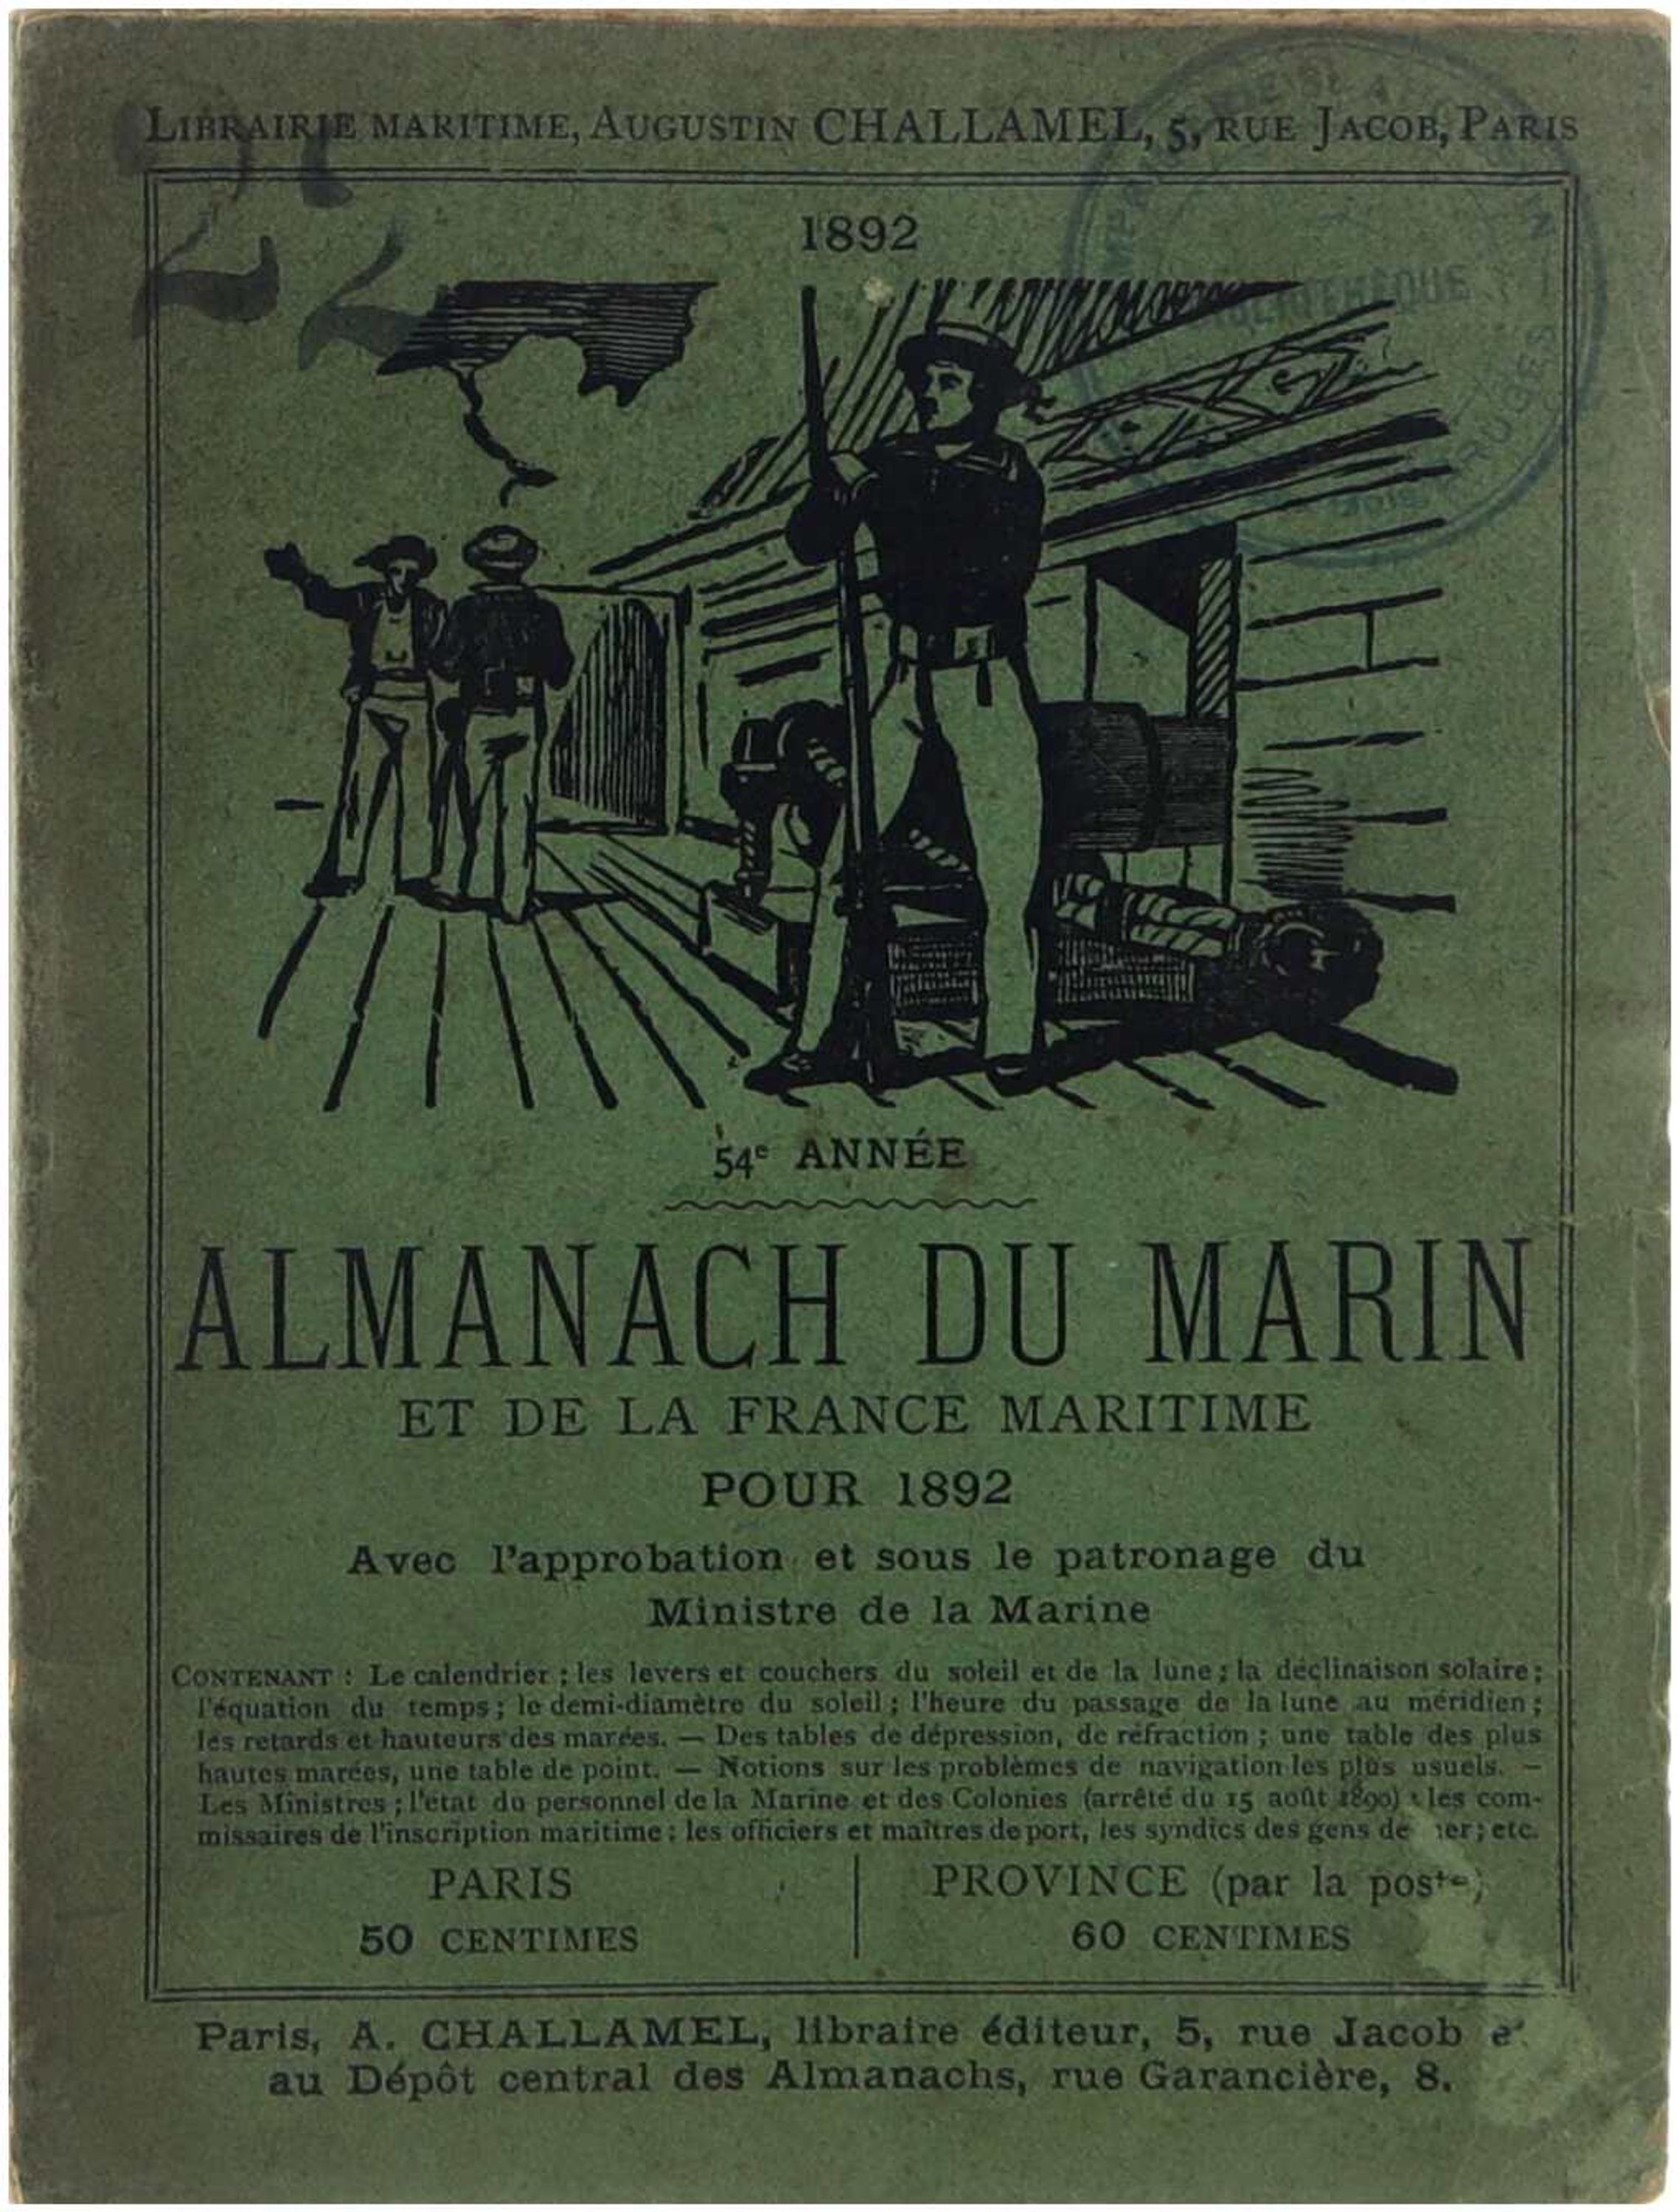 LIBRAIRIE MARITIME, AUGUSTIN CHALLAMEL, 5, RUE JACOB, PARIS
1892
54e ANNÉE
ALMANACH DU MARIN
ET DE LA FRANCE MARITIME
POUR 1892
Avec l'approbation et sous le patronage du
Ministre de la Marine
CONTENANT : Le calendrier ; les levers et couchers du soleil et de la lune ; la déclinaison solaire ;
l'équation du temps ; le demi-diamètre du soleil ; l'heure du passage de la lune au méridien ;
les retards et hauteurs des marées. — Des tables de dépression, de réfraction ; une table des plus
hautes marées, une table de point. — Notions sur les problèmes de navigation les plus usuels. —
Les Ministres ; l'état du personnel de la Marine et des Colonies (arrêté du 15 août 1890) ; les com-
missaires de l'inscription maritime ; les officiers et maîtres de port, les syndics des gens de ; etc.
PARIS
50 CENTIMES
PROVINCE (par la poste)
60 CENTIMES
Paris, A. CHALLAMEL, libraire éditeur, 5, rue Jacob
au Dépôt central des Almanachs, rue Garancière, 8.